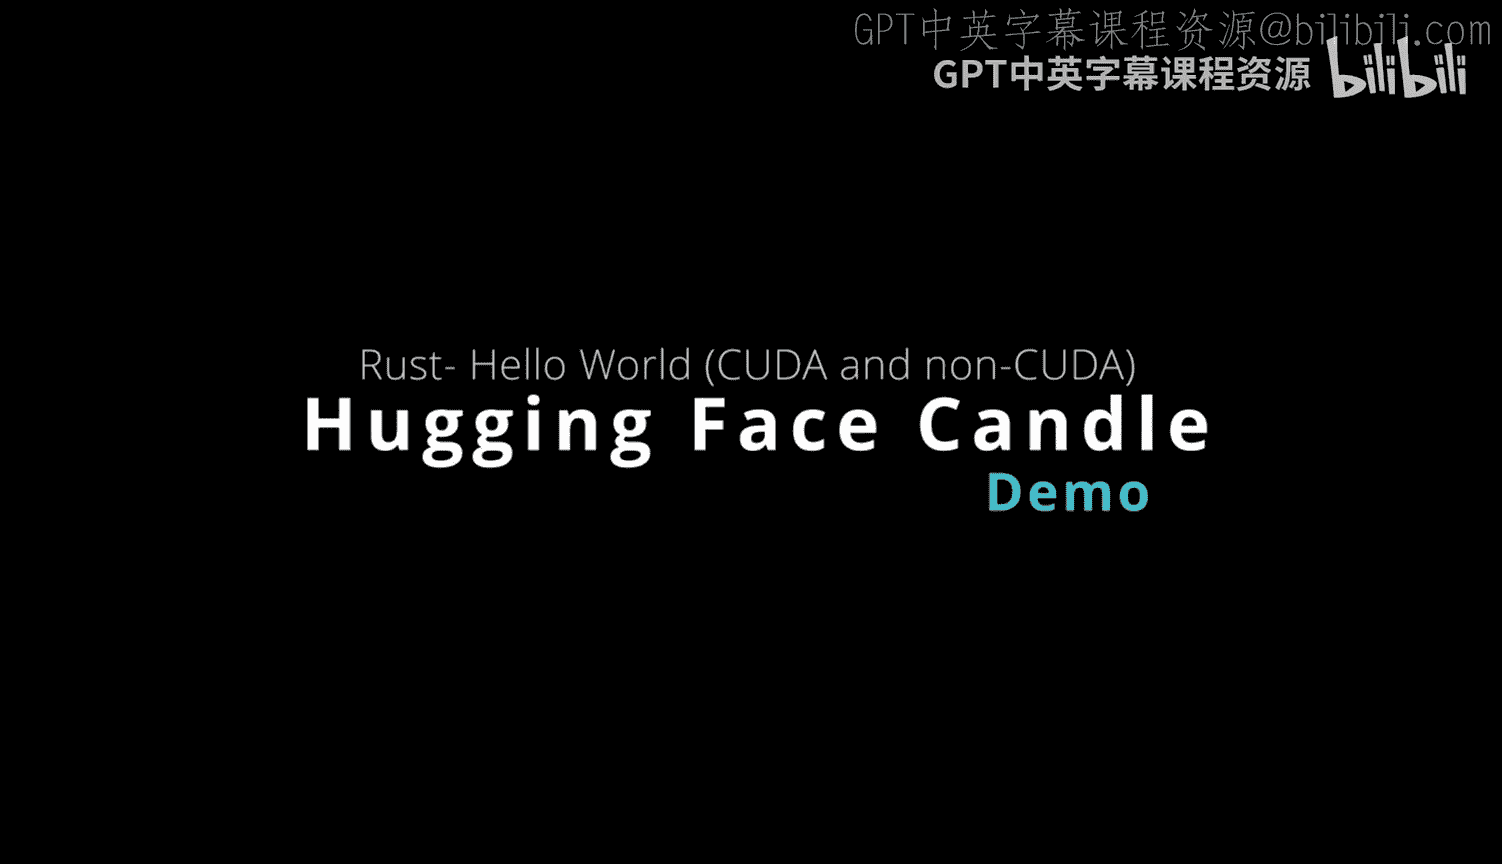 GPT中英字幕课程资源@bilibili.com
GPT中英字幕课程资源 bilibili
Rust- Hello World (CUDA and non-CUDA)
Hugging Face Candle
Demo